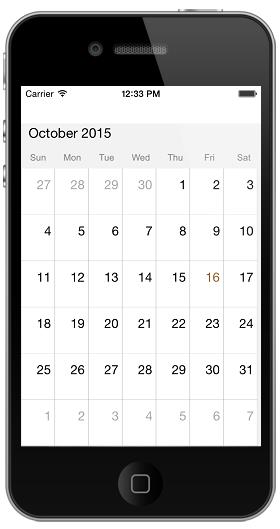 Carrier 12:33 PM
October 2015
Sun Mon Tue Wed Thu Fri Sat
27 28 29 30 1 2 3
4 5 6 7 8 9 10
11 12 13 14 15 16 17
18 19 20 21 22 23 24
25 26 27 28 29 30 31
1 2 3 4 5 6 7